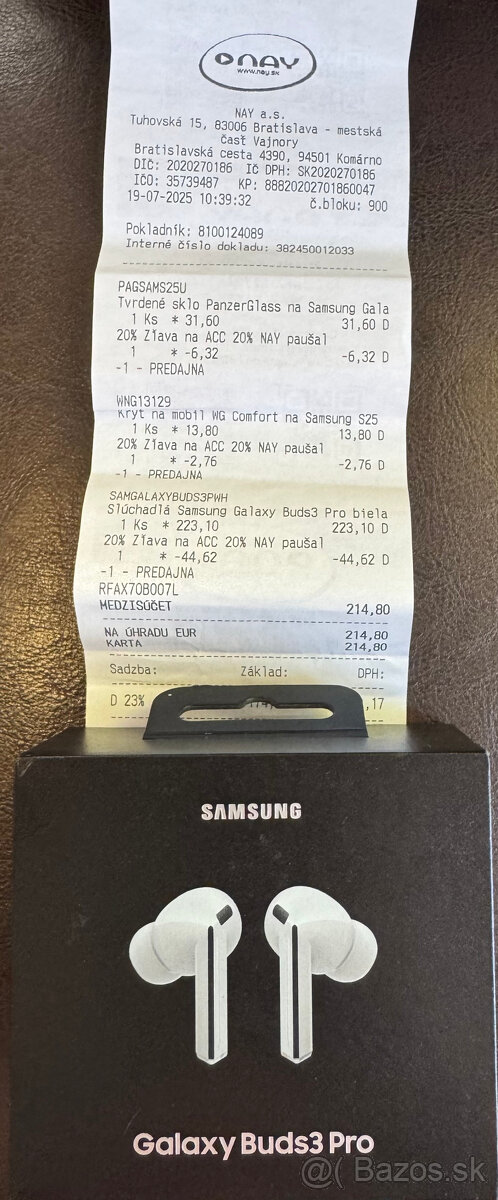 NAY
www.nay.sk
NAY a.s.
Tuhovská 15, 83006 Bratislava - mestská
časť Vajnory
Bratislavská cesta 4390, 94501 Komárno
DIČ: 2020270186 IČ DPH: SK2020270186
IČO: 35739487 KP: 88820202701860047
19-07-2025 10:39:32 č.bloku: 900
Pokladník: 8100124089
Interné číslo dokladu: 382450012033
PAGSAMS25U
Tvrdené sklo PanzerGlass na Samsung Gala
1 Ks * 31,60 31,60 D
20% Zľava na ACC 20% NAY paušal
1 * -6,32 -6,32 D
-1 - PREDAJNA
WNG13129
Kryt na mobil WG Comfort na Samsung S25
1 Ks * 13,80 13,80 D
20% Zľava na ACC 20% NAY paušal
1 * -2,76 -2,76 D
-1 - PREDAJNA
SAMGALAXYBUDS3PWH
Slúchadlá Samsung Galaxy Buds3 Pro biela
1 Ks * 223,10 223,10 D
20% Zľava na ACC 20% NAY paušal
1 * -44,62 -44,62 D
-1 - PREDAJNA
RFAX70B007L
MEDZISÚČET 214,80
NA ÚHRADU EUR 214,80
KARTA 214,80
Sadzba: Základ: DPH:
D 23% ,17
SAMSUNG
Galaxy Buds3 Pro
@( Bazos.sk